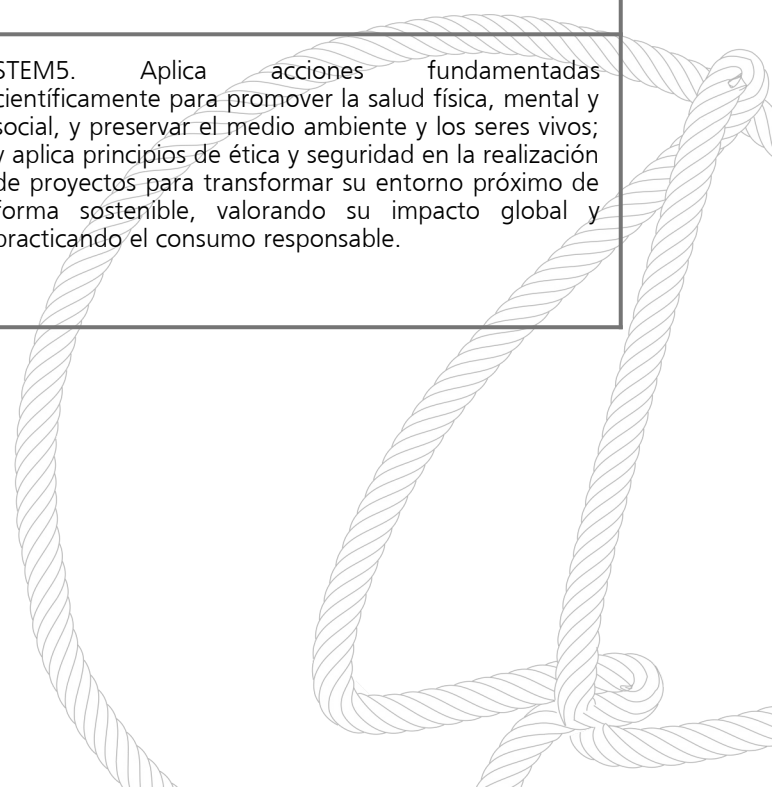 STEM5. Aplica acciones fundamentadas
científicamente para promover la salud física, mental y
social, y preservar el medio ambiente y los seres vivos;
y aplica principios de ética y seguridad en la realización
de proyectos para transformar su entorno próximo de
forma sostenible, valorando su impacto global y
practicando el consumo responsable.